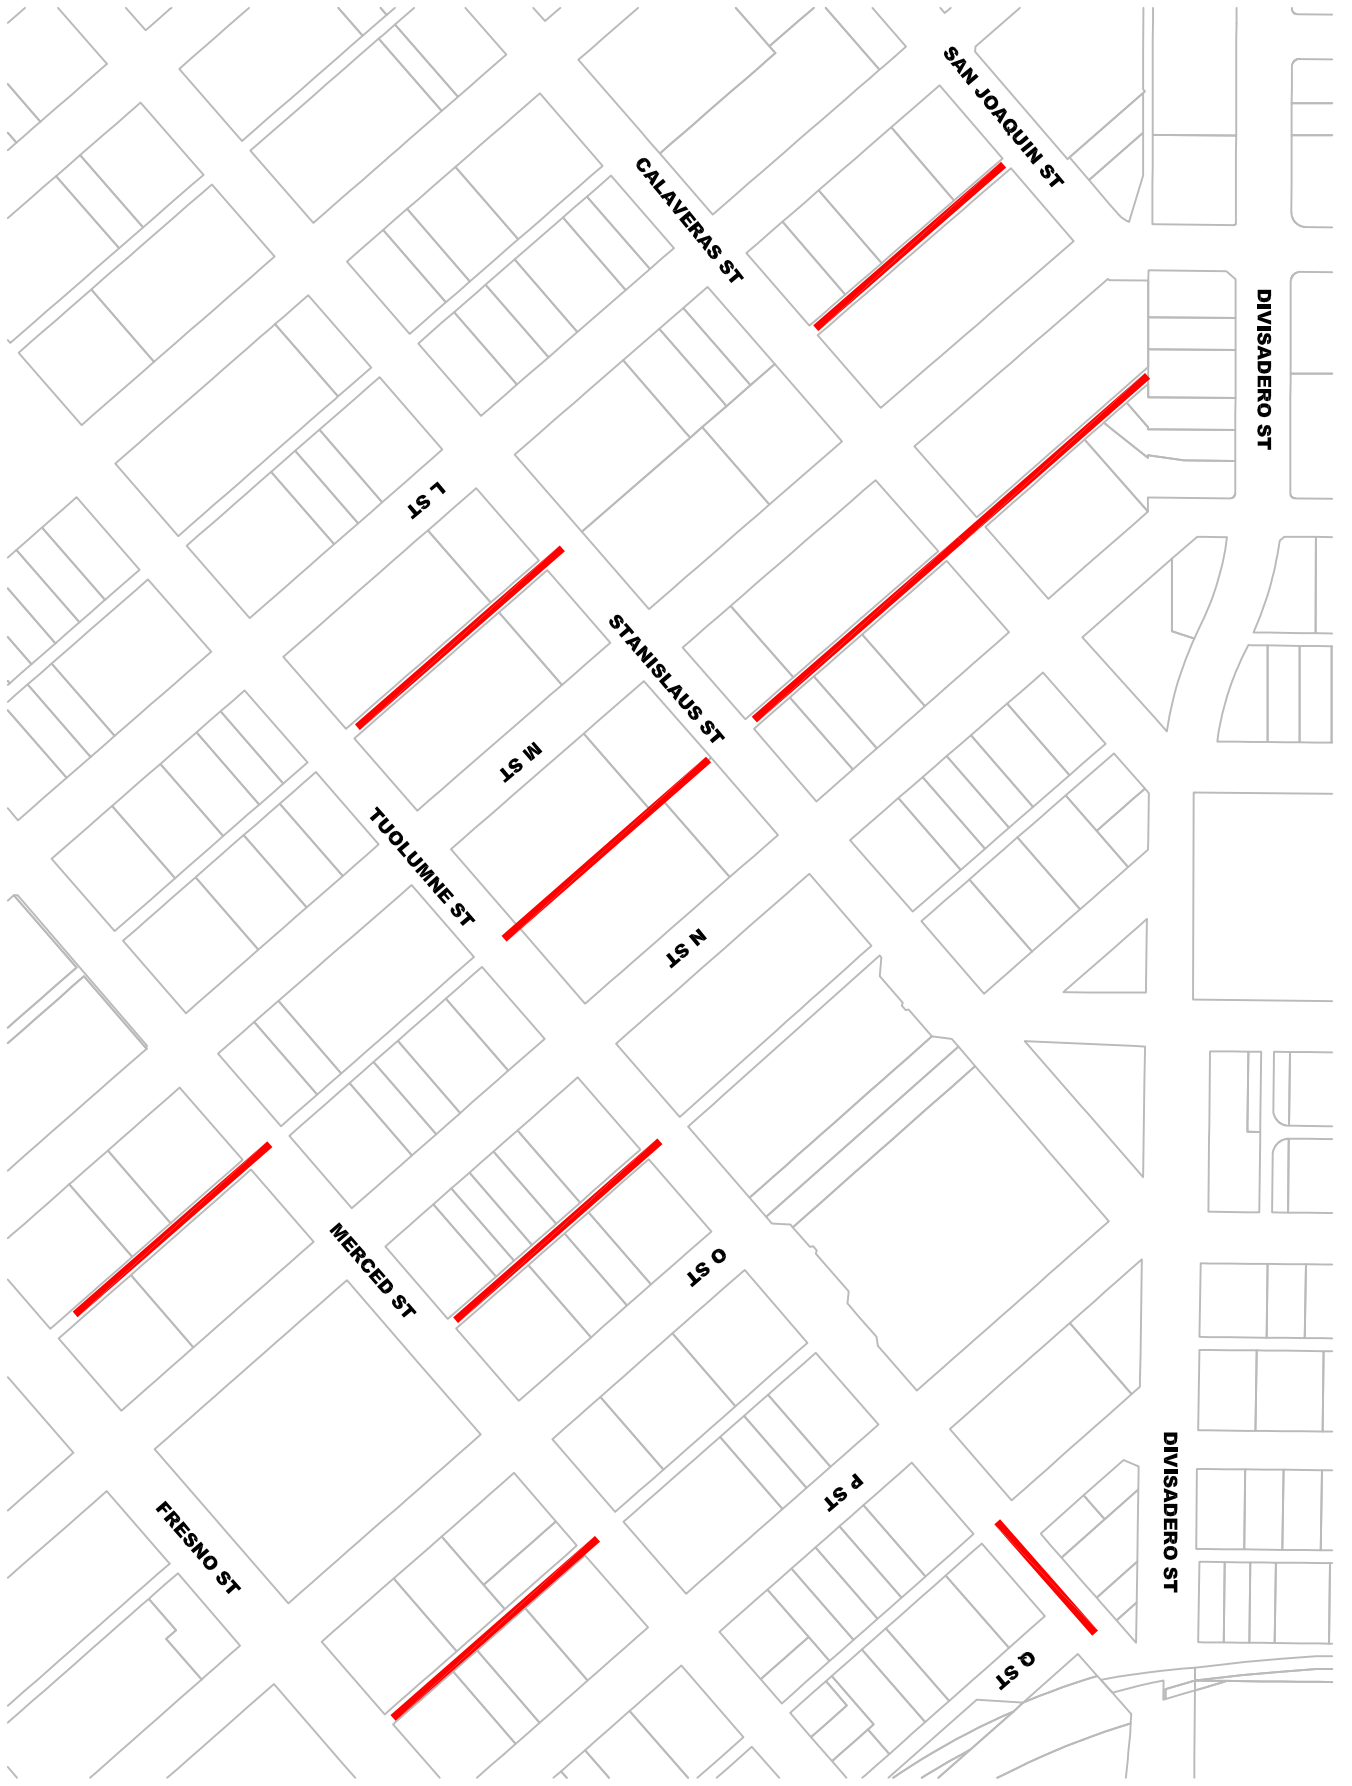 SAN JOAQUIN ST
CALAVERAS ST
DIVISADERO ST
L ST
STANISLAUS ST
M ST
TUOLUMNE ST
N ST
MERCED ST
O ST
P ST
DIVISADERO ST
FRESNO ST
Q ST